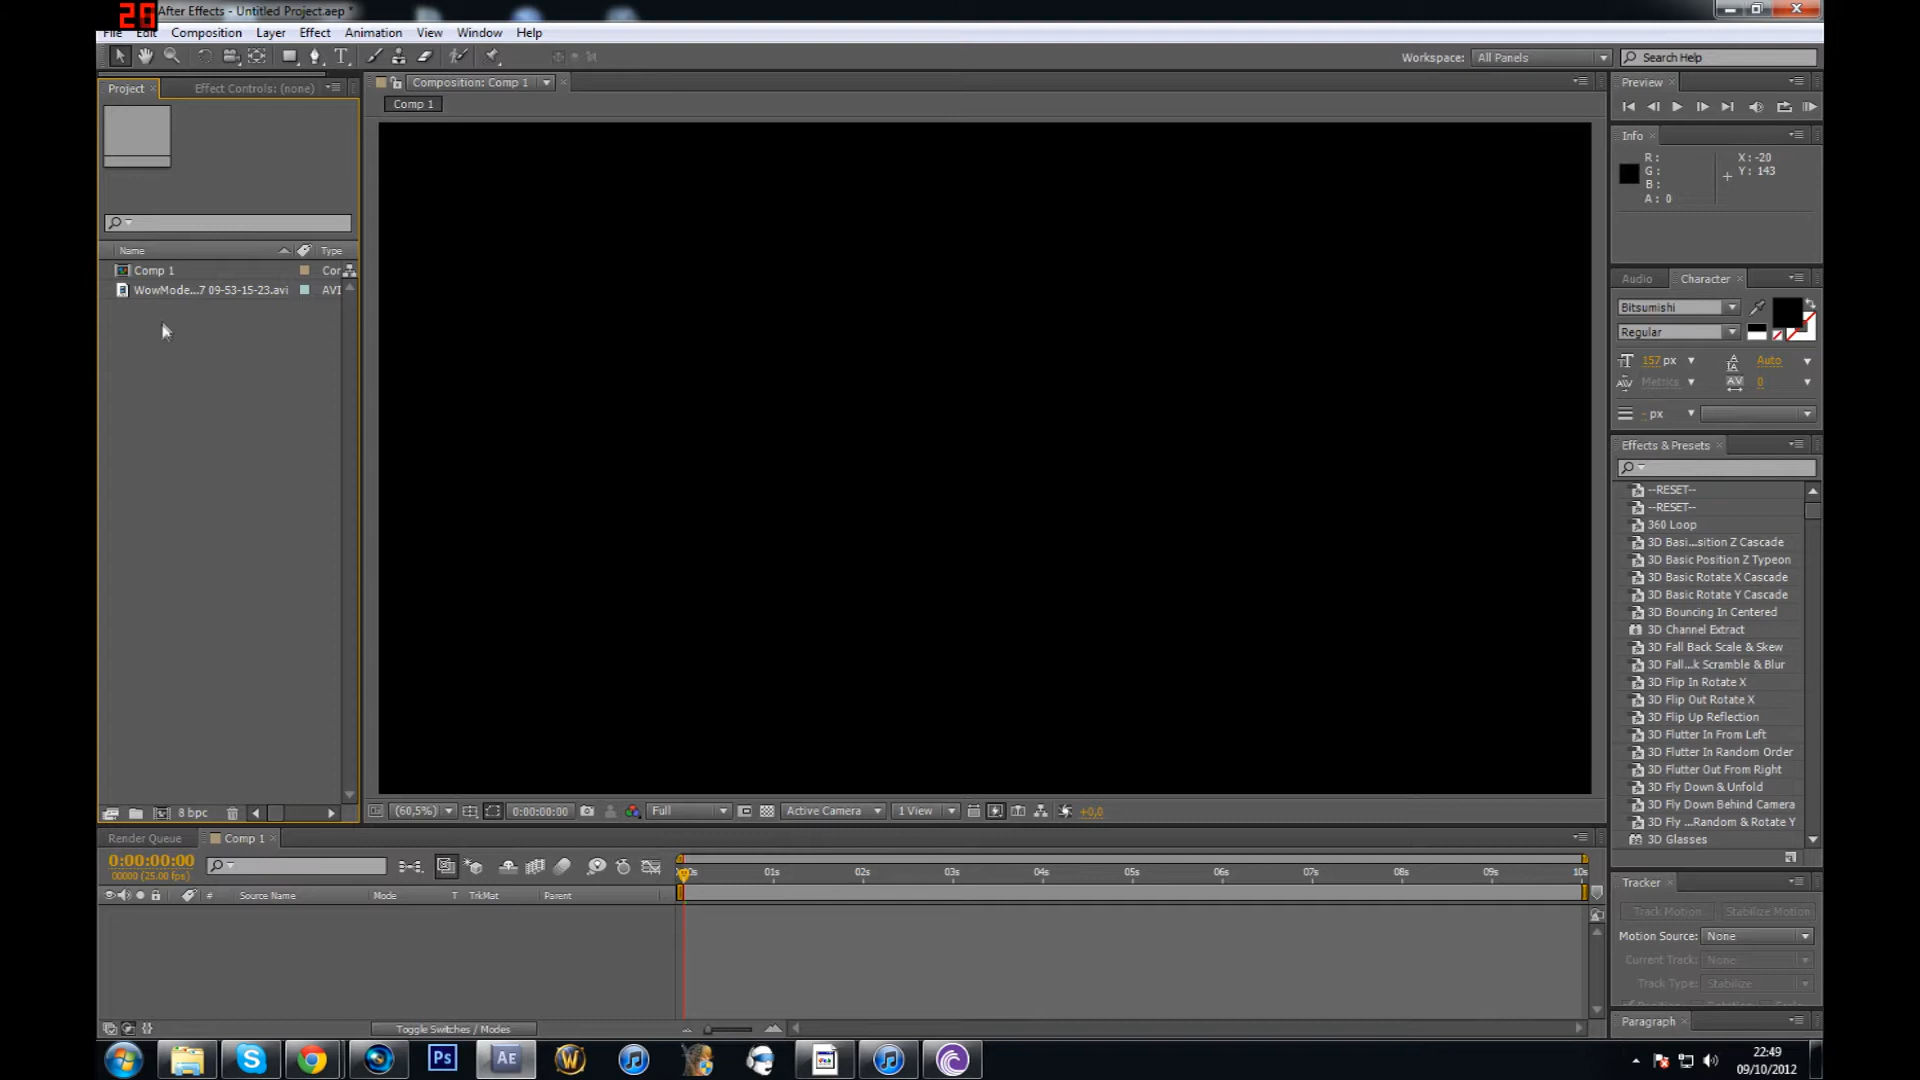 26 After Effects - Untitled Project.aep *
File Edit Composition Layer Effect Animation View Window Help
Workspace: All Panels Search Help
Project Effect Controls: (none) Composition: Comp 1
Comp 1
Name Type
Comp 1 Cor
WowMode...7 09-53-15-23.avi AVI
8 bpc
(60,5%) 0:00:00:00 Full Active Camera 1 View +0,0
Preview
Info
R: X: -20
G: Y: 143
B:
A: 0
Audio Character
Bitsumishi
Regular
157 px Auto
Metrics 0
- px
Effects & Presets
--RESET--
--RESET--
360 Loop
3D Basi...sition Z Cascade
3D Basic Position Z Typeon
3D Basic Rotate X Cascade
3D Basic Rotate Y Cascade
3D Bouncing In Centered
3D Channel Extract
3D Fall Back Scale & Skew
3D Fall...k Scramble & Blur
3D Flip In Rotate X
3D Flip Out Rotate X
3D Flip Up Reflection
3D Flutter In From Left
3D Flutter In Random Order
3D Flutter Out From Right
3D Fly Down & Unfold
3D Fly Down Behind Camera
3D Fly ...Random & Rotate Y
3D Glasses
Tracker
Track Motion Stabilize Motion
Motion Source: None
Current Track: None
Track Type: Stabilize
Paragraph
Render Queue Comp 1
0:00:00:00
00000 (25.00 fps)
01s 02s 03s 04s 05s 06s 07s 08s 09s 10s
# Source Name Mode T TrkMat Parent
Toggle Switches / Modes
Ps Ae W
22:49
09/10/2012